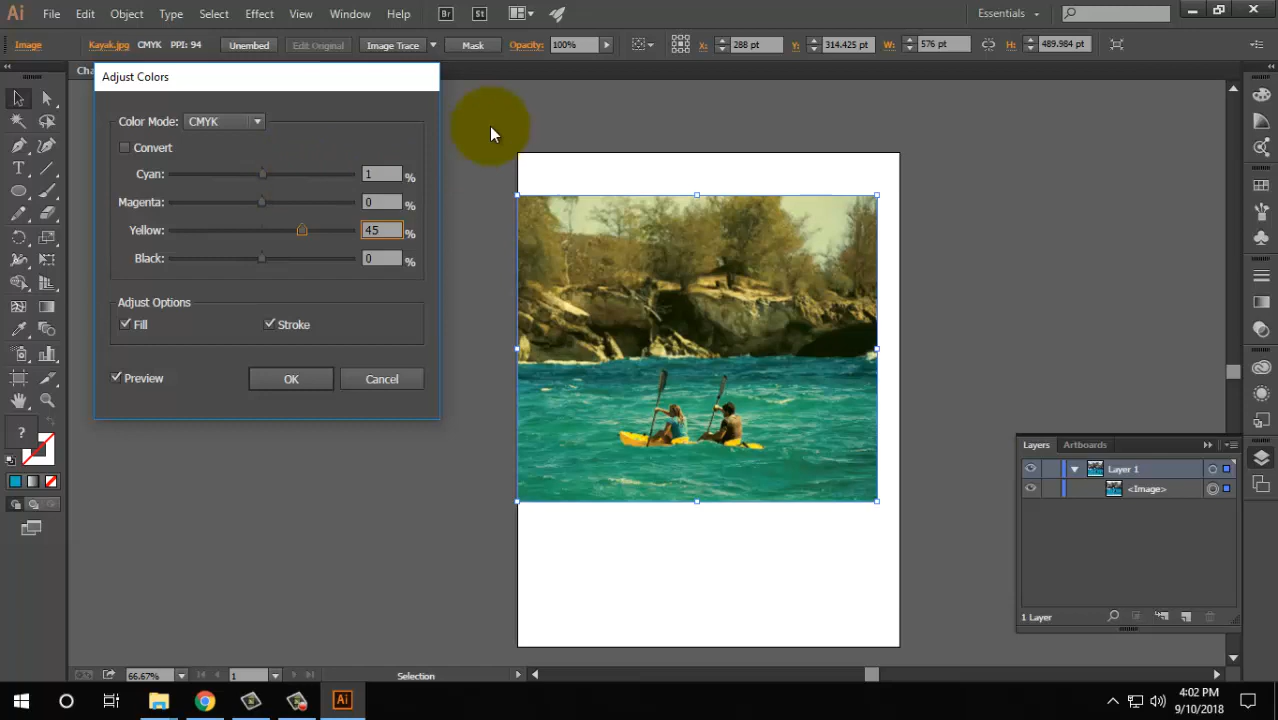 Ai File Edit Object Type Select Effect View Window Help Br St Essentials
Image Kayak.jpg CMYK PPI: 94 Unembed Edit Original Image Trace Mask Opacity: 100% X: 288 pt Y: 314.425 pt W: 576 pt H: 489.984 pt
Cha
Adjust Colors
Color Mode: CMYK
Convert
Cyan: 1 %
Magenta: 0 %
Yellow: 45 %
Black: 0 %
Adjust Options
Fill Stroke
Preview OK Cancel
?
Layers Artboards
Layer 1
<Image>
1 Layer
66.67% 1 Selection
Ai
4:02 PM
9/10/2018